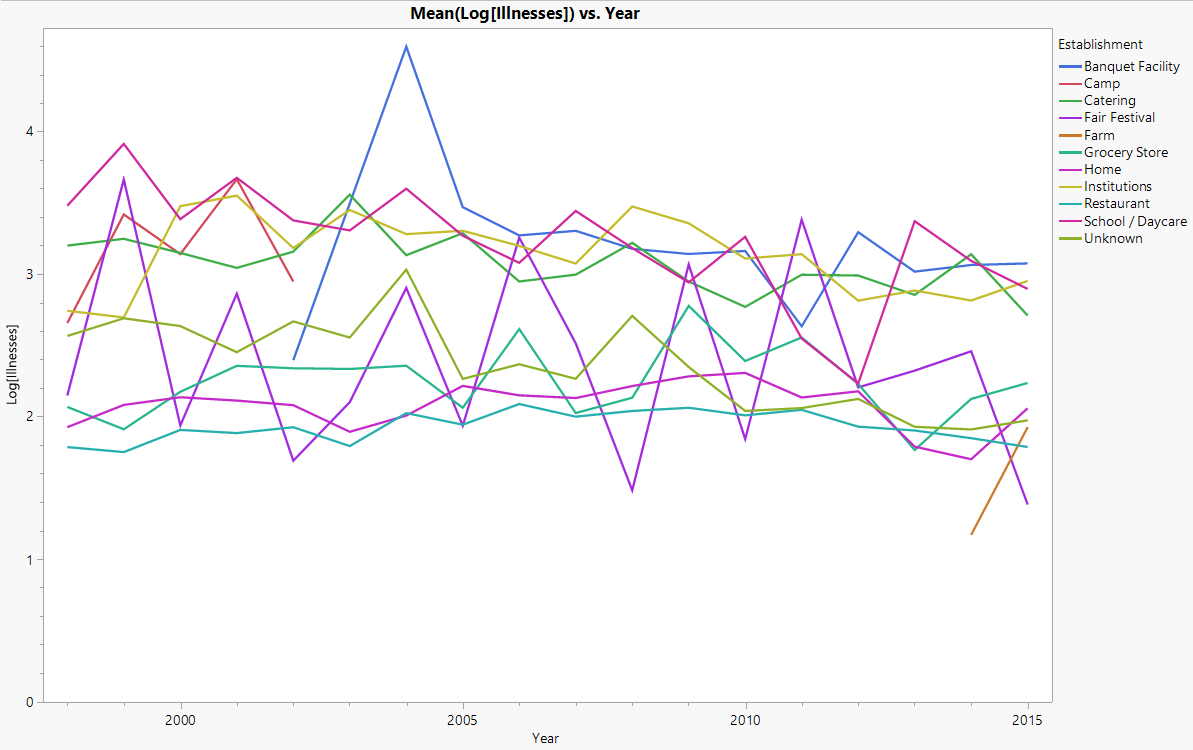 Mean(Log[Illnesses]) vs. Year
Establishment
Banquet Facility
Camp
Catering
Fair Festival
Farm
Grocery Store
Home
Institutions
Restaurant
School / Daycare
Unknown
Log[Illnesses]
4
3
2
1
0
2000
2005
2010
2015
Year